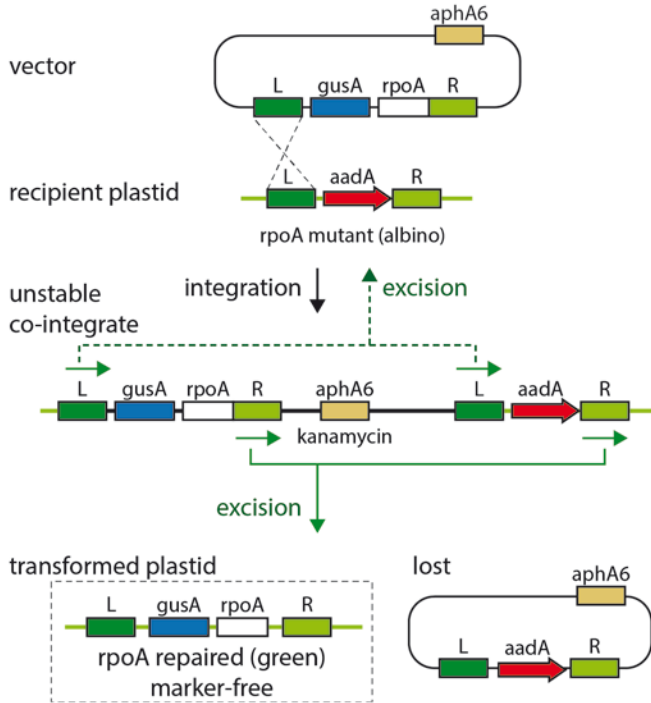 aphA6
vector
L gusA rpoA R
recipient plastid
L aadA R
rpoA mutant (albino)
unstable
co-integrate
integration
excision
L gusA rpoA R aphA6 L aadA R
kanamycin
excision
transformed plastid
L gusA rpoA R
rpoA repaired (green)
marker-free
lost
aphA6
L aadA R